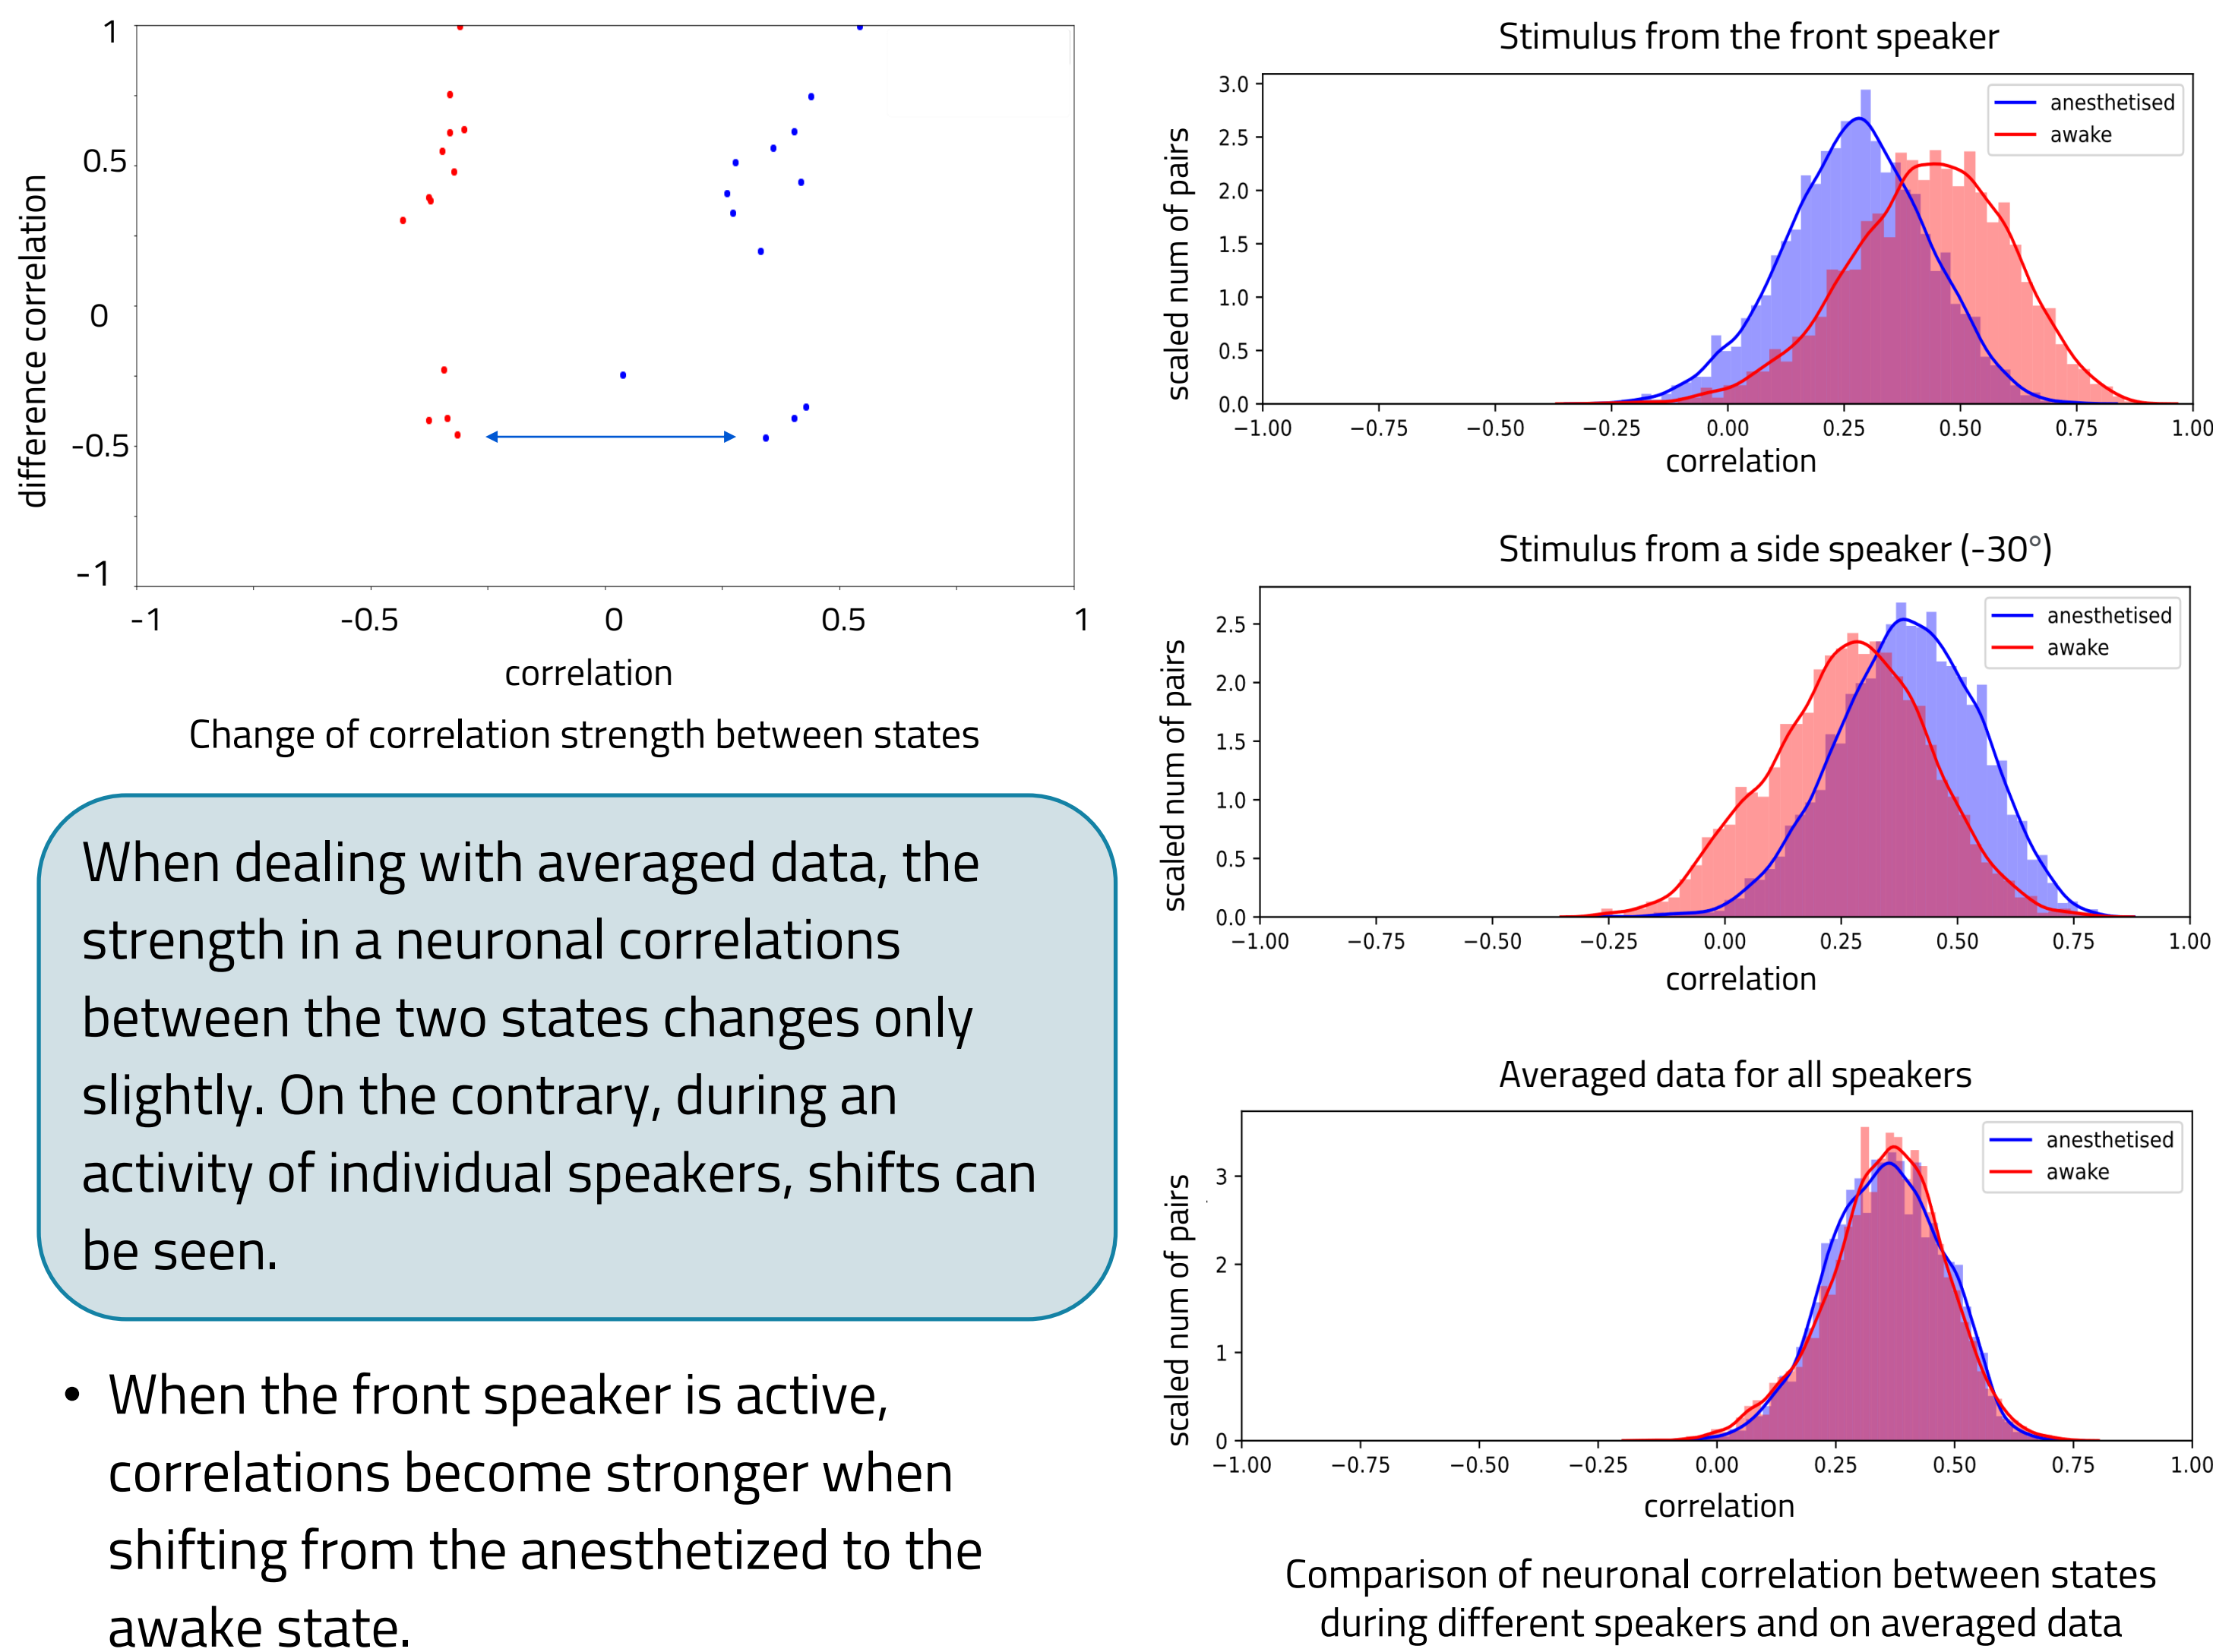 1
0.5
0
-0.5
-1
difference correlation
-1
-0.5
0
0.5
1
correlation
Change of correlation strength between states
When dealing with averaged data, the
strength in a neuronal correlations
between the two states changes only
slightly. On the contrary, during an
activity of individual speakers, shifts can
be seen.
• When the front speaker is active,
correlations become stronger when
shifting from the anesthetized to the
awake state.
Stimulus from the front speaker
3.0
2.5
2.0
1.5
1.0
0.5
0.0
scaled num of pairs
anesthetised
awake
−1.00 −0.75 −0.50 −0.25 0.00 0.25 0.50 0.75 1.00
correlation
Stimulus from a side speaker (-30°)
2.5
2.0
1.5
1.0
0.5
0.0
scaled num of pairs
anesthetised
awake
−1.00 −0.75 −0.50 −0.25 0.00 0.25 0.50 0.75 1.00
correlation
Averaged data for all speakers
3
2
1
0
scaled num of pairs
anesthetised
awake
−1.00 −0.75 −0.50 −0.25 0.00 0.25 0.50 0.75 1.00
correlation
Comparison of neuronal correlation between states
during different speakers and on averaged data